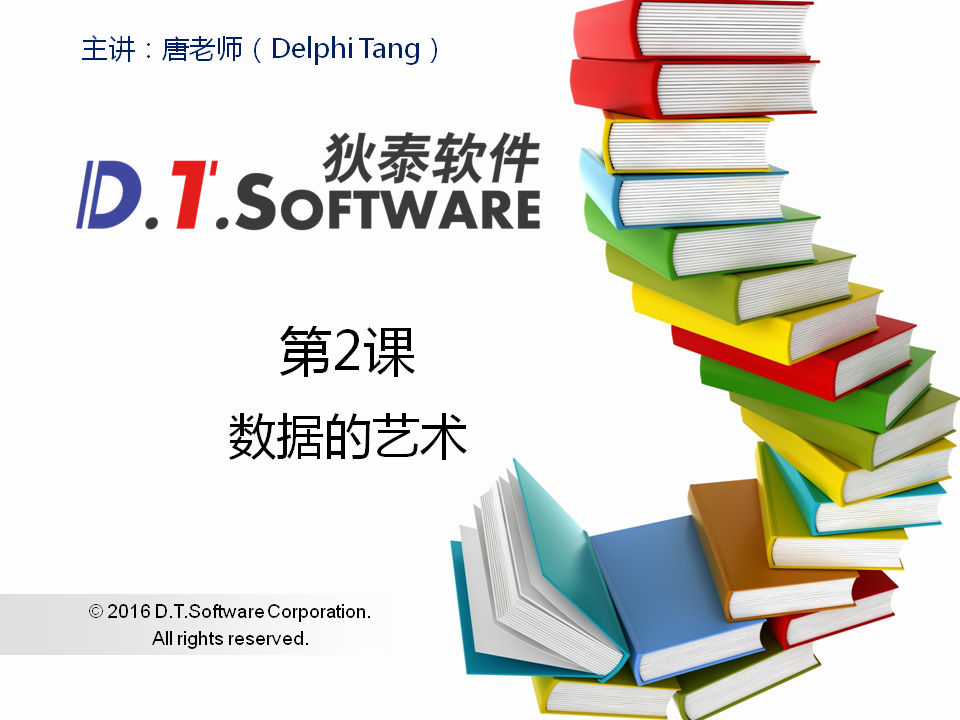 主讲：唐老师（Delphi Tang）
狄泰软件
D.T.SOFTWARE
第2课
数据的艺术
© 2016 D.T.Software Corporation.
All rights reserved.